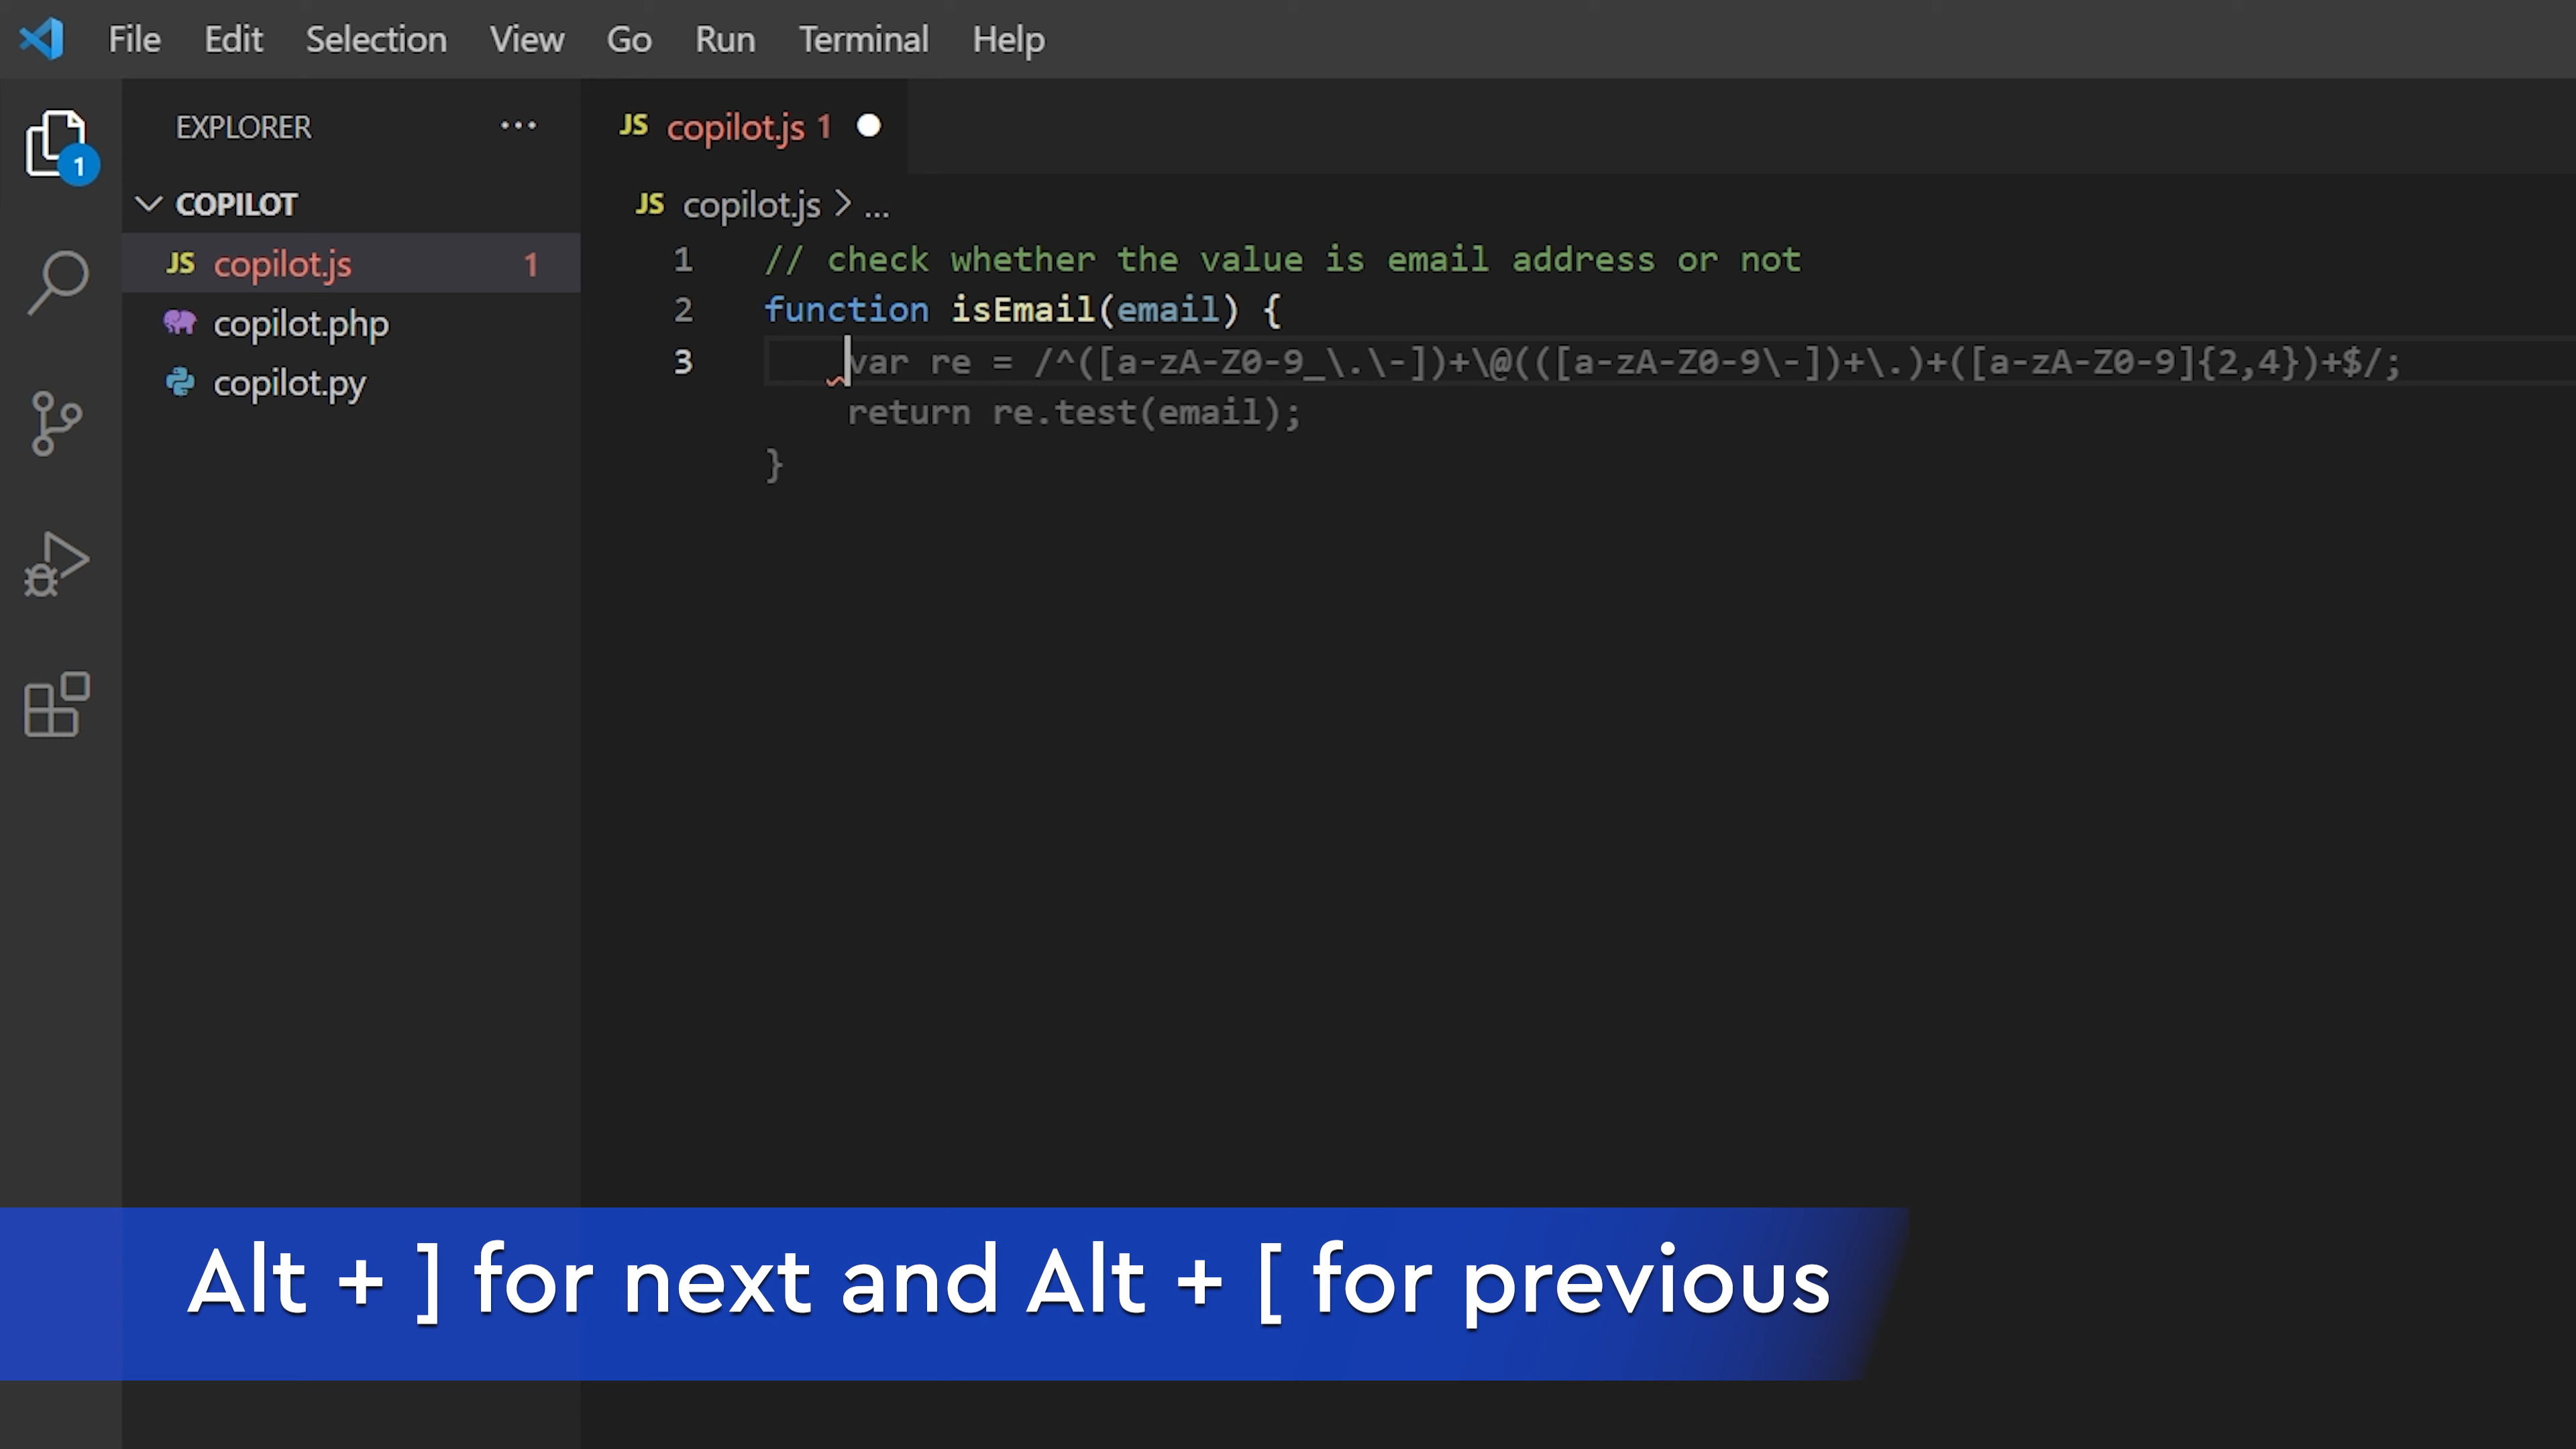 File Edit Selection View Go Run Terminal Help
EXPLORER ...
1
COPILOT
JS copilot.js 1
copilot.php
copilot.py
JS copilot.js 1
JS copilot.js > ...
1 // check whether the value is email address or not
2 function isEmail(email) {
3 var re = /^([a-zA-Z0-9_\.\-])+\@(([a-zA-Z0-9\-])+\.)+([a-zA-Z0-9]{2,4})+$/;
return re.test(email);
}
Alt + ] for next and Alt + [ for previous